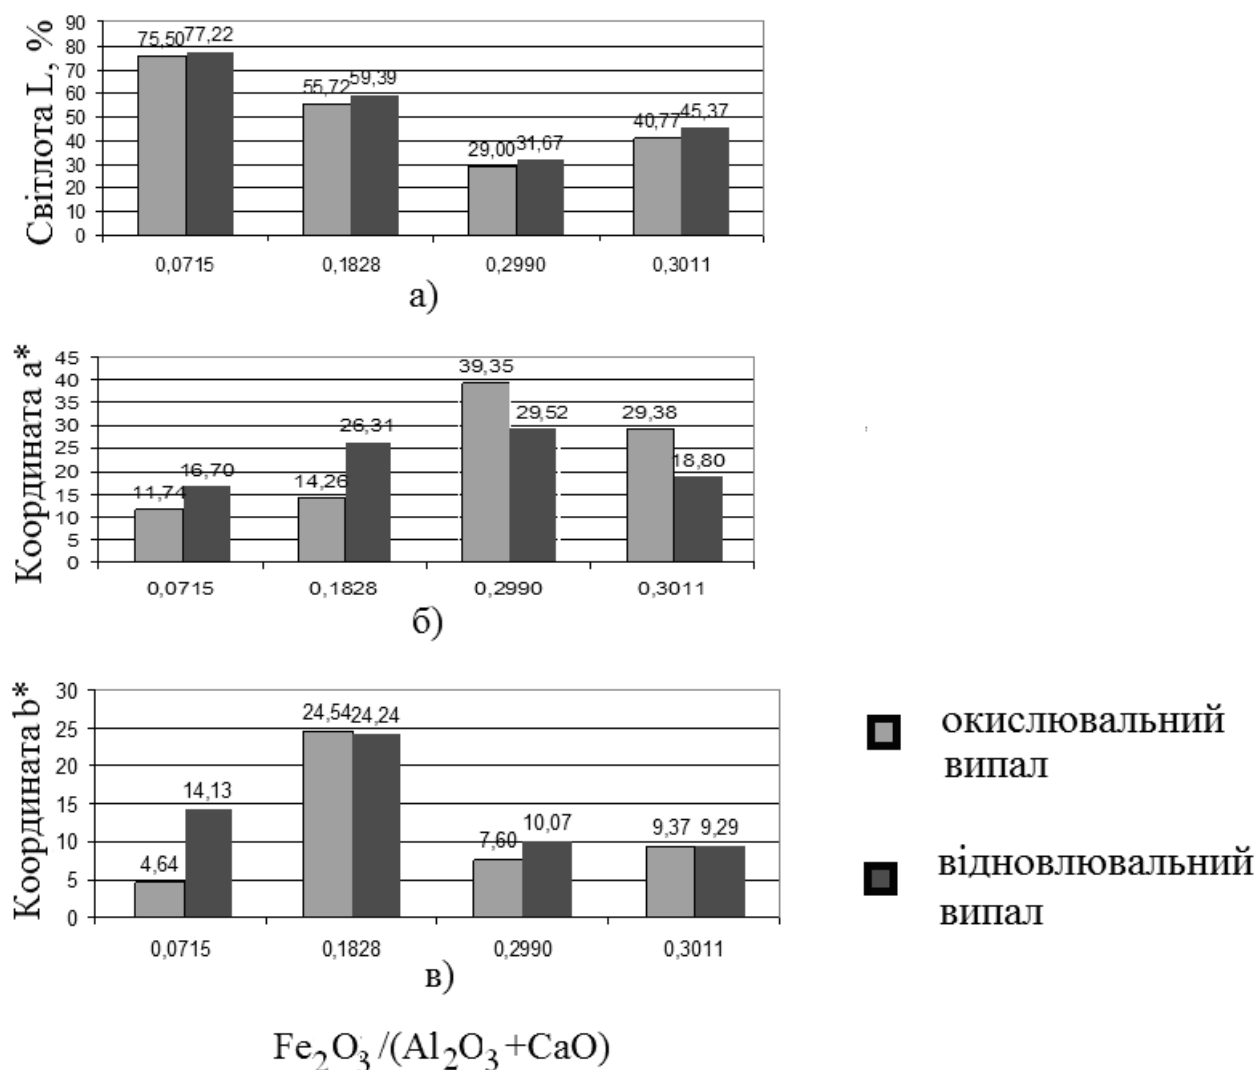 Світлота L, %
90
80
70
60
50
40
30
20
10
0
75,50 77,22
55,72 59,39
29,00 31,67
40,77 45,37
0,0715 0,1828 0,2990 0,3011
а)
Координата a*
45
40
35
30
25
20
15
10
5
0
11,74 16,70
14,26 26,31
39,35 29,52
29,38 18,80
0,0715 0,1828 0,2990 0,3011
б)
Координата b*
30
25
20
15
10
5
0
4,64 14,13
24,54 24,24
7,60 10,07
9,37 9,29
0,0715 0,1828 0,2990 0,3011
в)
окислювальний
випал
відновлювальний
випал
Fe₂O₃/(Al₂O₃+CaO)